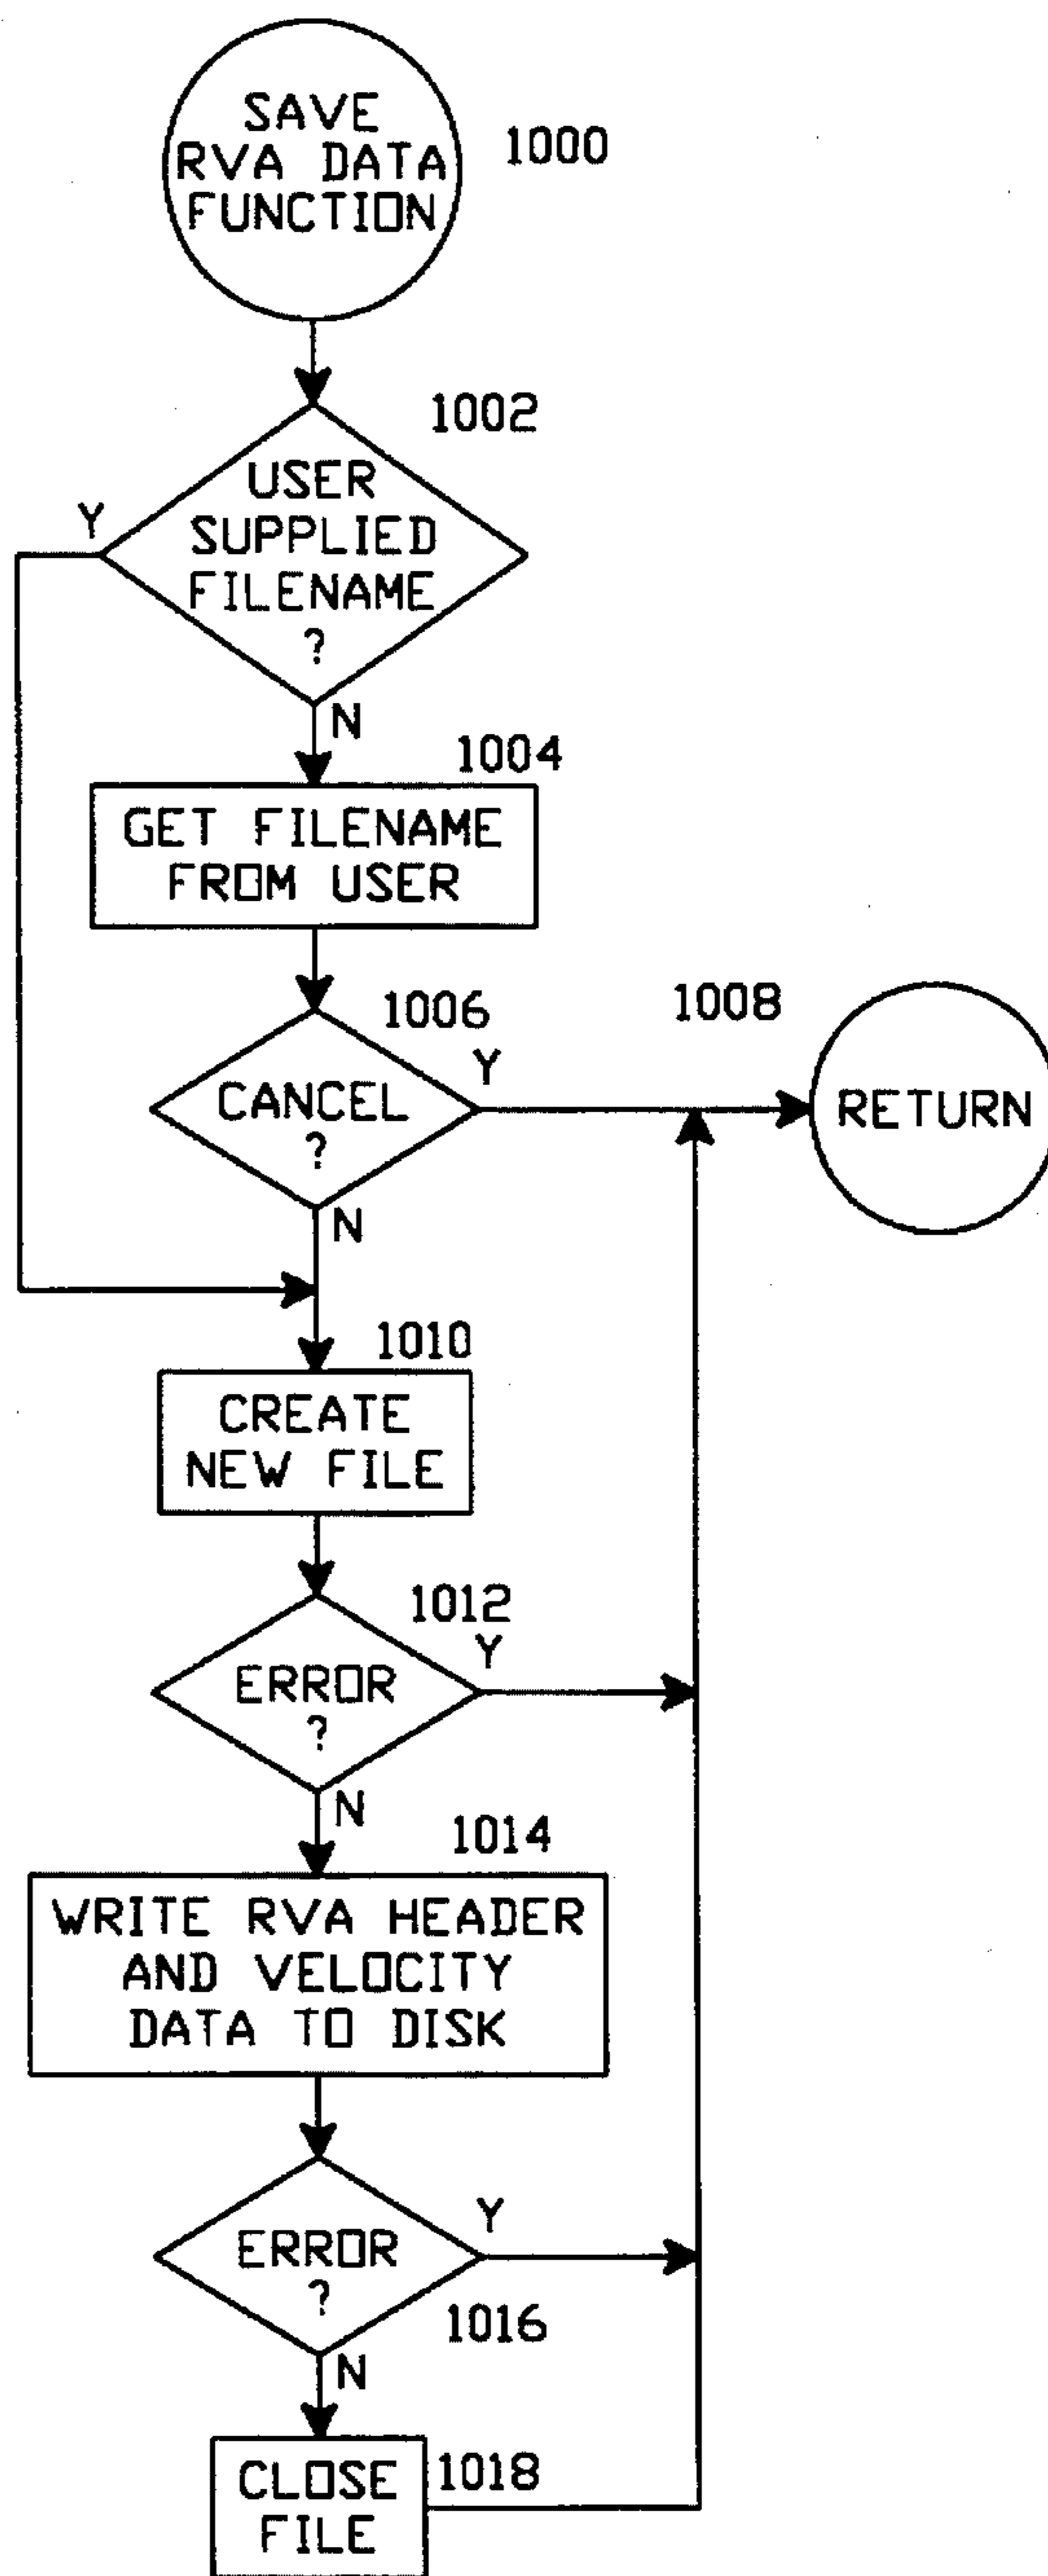 SAVE
RVA DATA
FUNCTION
1000
1002
USER
SUPPLIED
FILENAME
?
Y
N
1004
GET FILENAME
FROM USER
1006
CANCEL
?
Y
N
1008
RETURN
1010
CREATE
NEW FILE
1012
ERROR
?
Y
N
1014
WRITE RVA HEADER
AND VELOCITY
DATA TO DISK
ERROR
?
Y
1016
N
CLOSE
FILE
1018